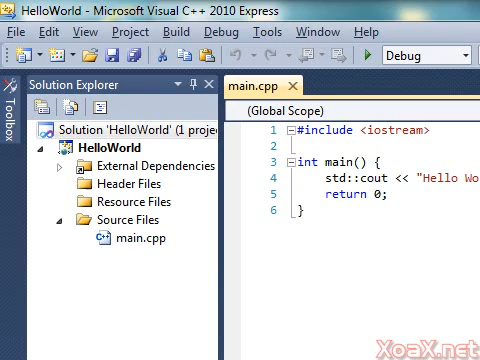 HelloWorld - Microsoft Visual C++ 2010 Express
File Edit View Project Build Debug Tools Window Help
Debug
Toolbox
Solution Explorer
Solution 'HelloWorld' (1 projec
HelloWorld
External Dependencies
Header Files
Resource Files
Source Files
main.cpp
main.cpp
(Global Scope)
1 #include <iostream>
2
3 int main() {
4 std::cout << "Hello Wo
5 return 0;
6 }
XoaX.net